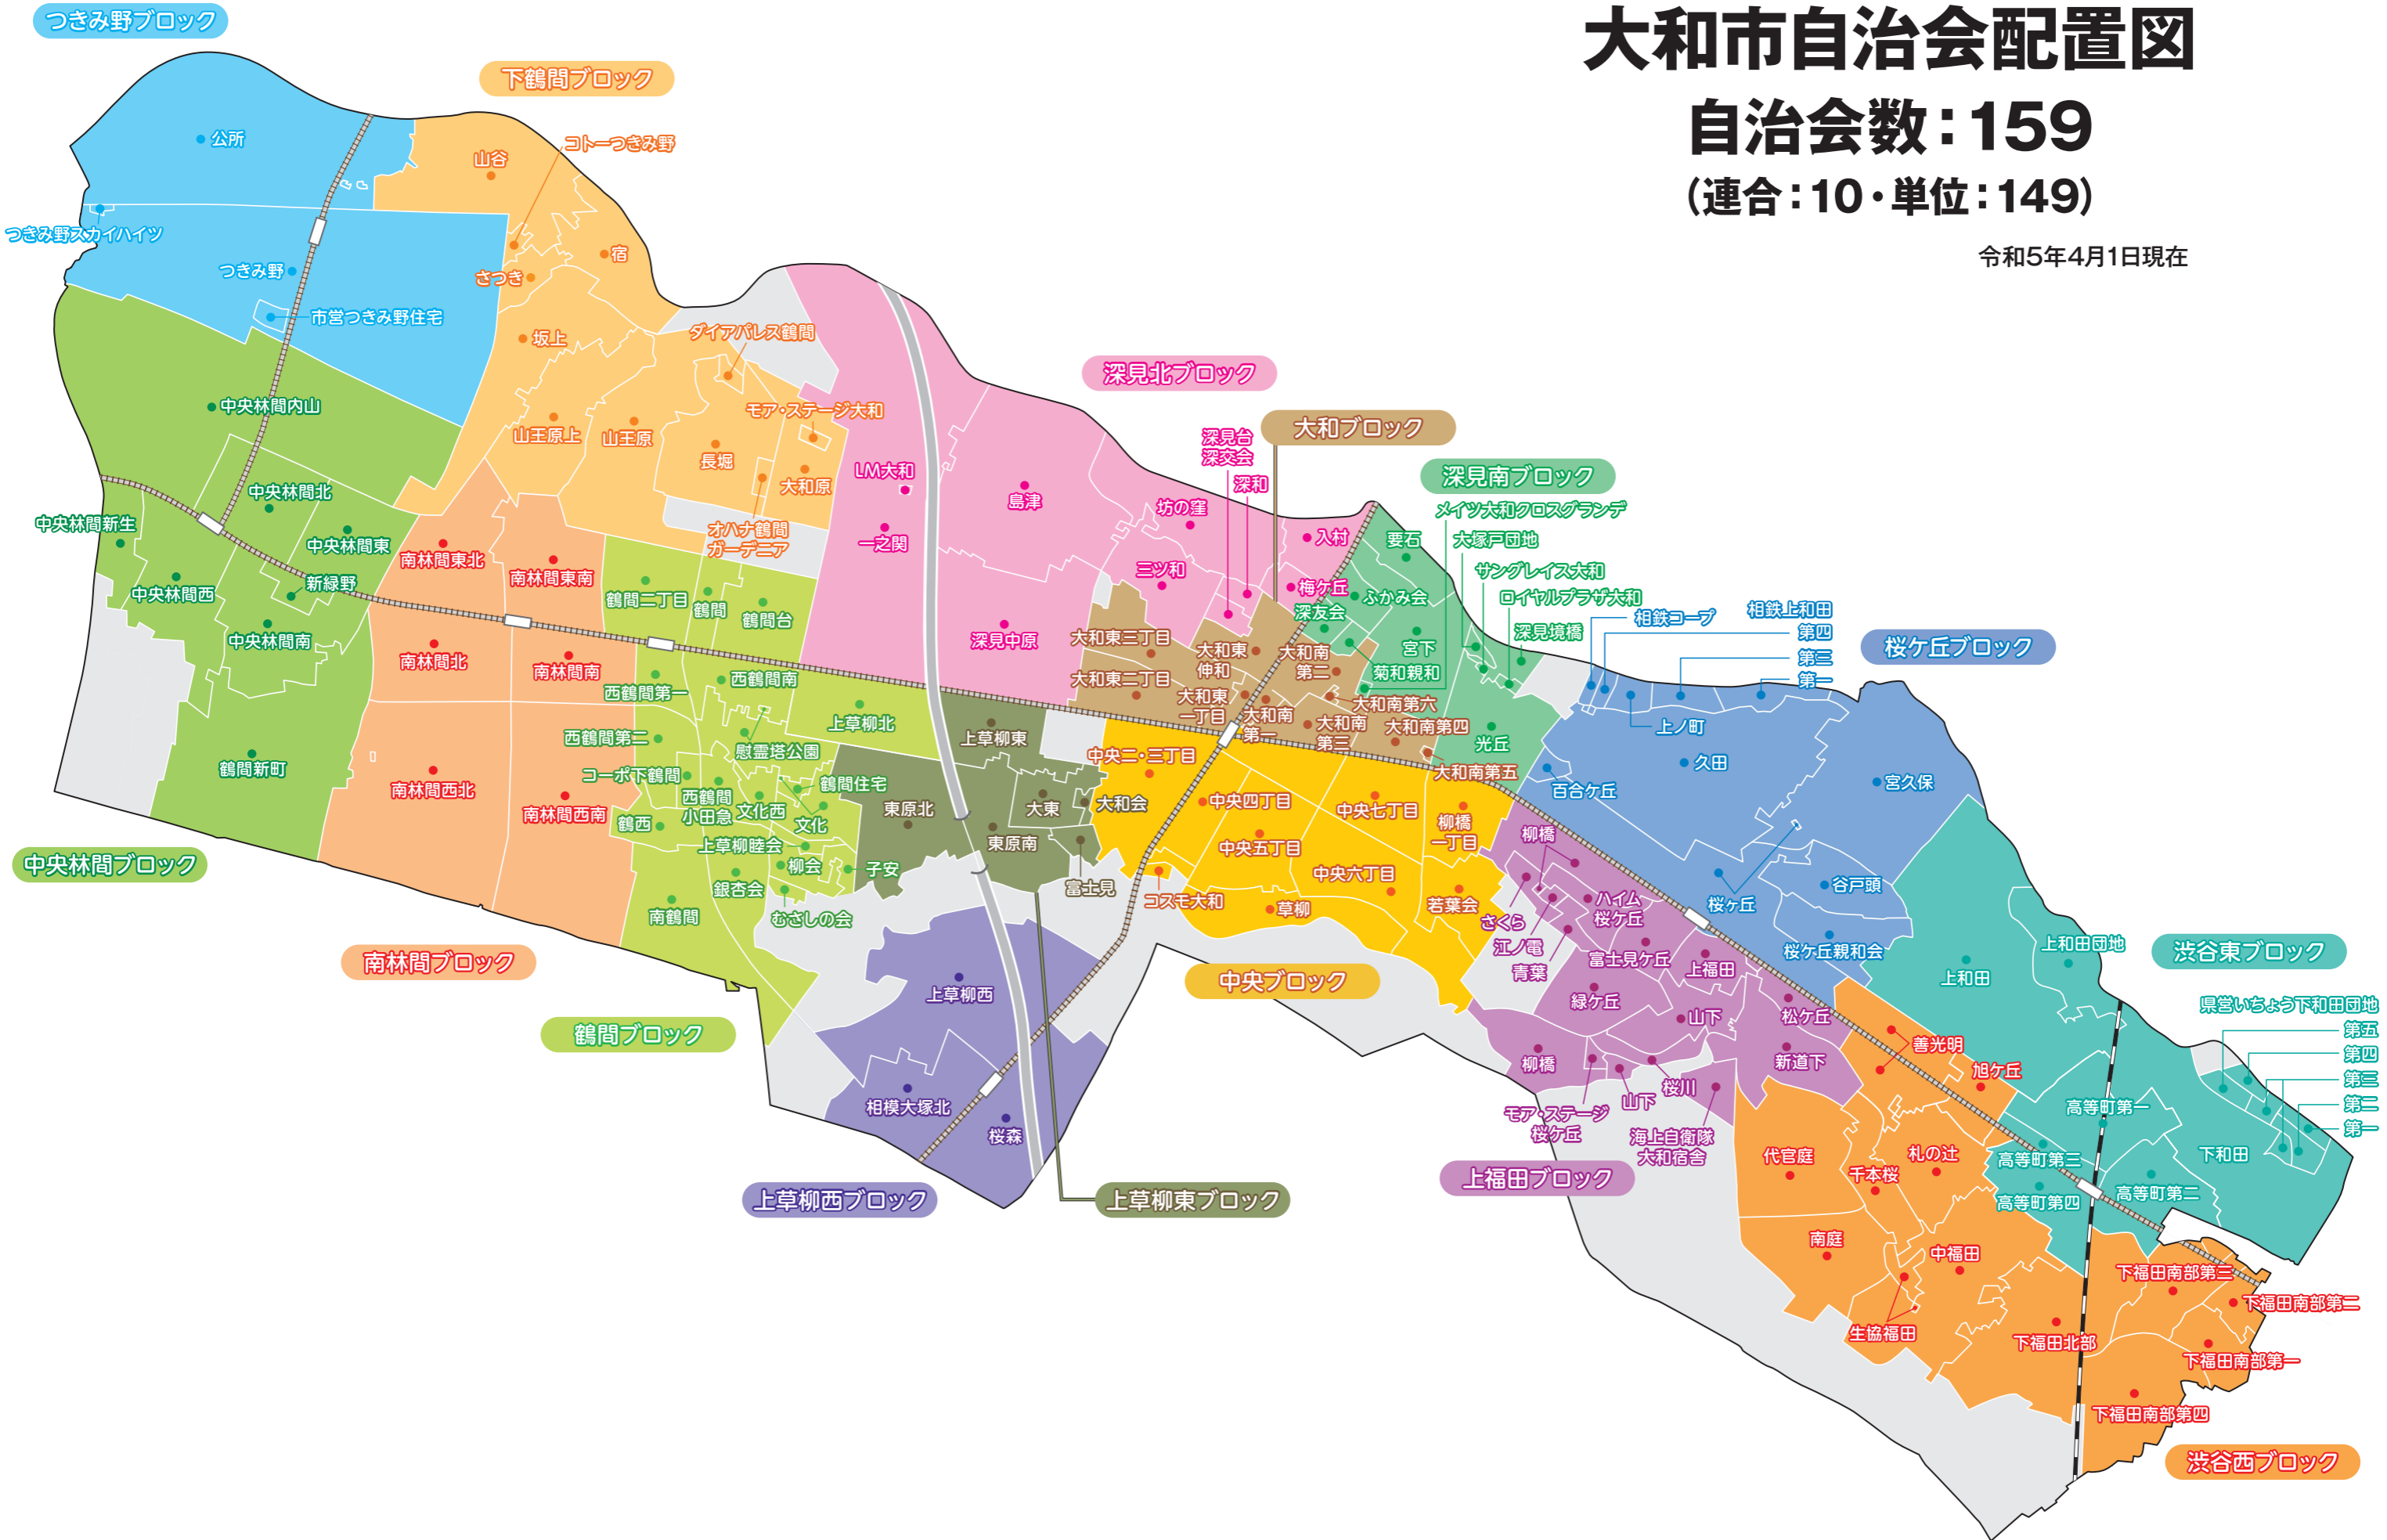 大和市自治会配置図
自治会数：159
（連合：10・単位：149）
令和5年4月1日現在
つきみ野ブロック
公所
つきみ野スカイハイツ
つきみ野
市営つきみ野住宅
下鶴間ブロック
コトーつきみ野
山谷
宿
さつき
坂上
ダイアパレス鶴間
モア・ステージ大和
山王原上
山王原
長堀
大和原
オハナ鶴間
ガーデニア
中央林間内山
中央林間北
中央林間新生
中央林間東
新緑野
中央林間西
中央林間南
鶴間新町
中央林間ブロック
南林間東北
南林間東南
南林間北
南林間南
南林間西北
南林間西南
南林間ブロック
鶴間二丁目
鶴間
鶴間台
西鶴間第一
西鶴間南
上草柳北
西鶴間第二
慰霊塔公園
コーポ下鶴間
鶴間住宅
西鶴間
小田急
文化西
文化
鶴西
上草柳睦会
柳会
子安
銀杏会
むさしの会
南鶴間
鶴間ブロック
深見北ブロック
LM大和
一之関
島津
深見台
深交会
深和
坊の窪
三ツ和
入村
梅ケ丘
深見中原
大和ブロック
大和東三丁目
大和東二丁目
大和東
伸和
大和東
一丁目
大和南
第二
大和南
第一
大和南
第三
大和南第六
大和南第四
大和南第五
深見南ブロック
メイツ大和クロスグランデ
要石
大塚戸団地
サングレイス大和
ふかみ会
ロイヤルプラザ大和
深友会
深見境橋
宮下
菊和親和
光丘
上草柳東
東原北
大東
大和会
東原南
富士見
上草柳東ブロック
上草柳西
相模大塚北
桜森
上草柳西ブロック
中央二・三丁目
中央四丁目
中央七丁目
柳橋
一丁目
中央五丁目
中央六丁目
コスモ大和
草柳
若葉会
中央ブロック
桜ケ丘ブロック
相鉄コープ
相鉄上和田
第四
第三
第一
上ノ町
久田
宮久保
百合ケ丘
谷戸頭
桜ヶ丘
桜ケ丘親和会
柳橋
さくら
ハイム
桜ケ丘
江ノ電
青葉
富士見ケ丘
上福田
緑ケ丘
山下
松ケ丘
柳橋
新道下
桜川
山下
モア・ステージ
桜ケ丘
海上自衛隊
大和宿舎
上福田ブロック
渋谷東ブロック
上和田団地
上和田
県営いちょう下和田団地
第五
第四
第三
第二
第一
高等町第一
高等町第三
下和田
高等町第二
高等町第四
善光明
旭ケ丘
代官庭
千本桜
札の辻
南庭
中福田
生協福田
下福田北部
下福田南部第三
下福田南部第二
下福田南部第一
下福田南部第四
渋谷西ブロック